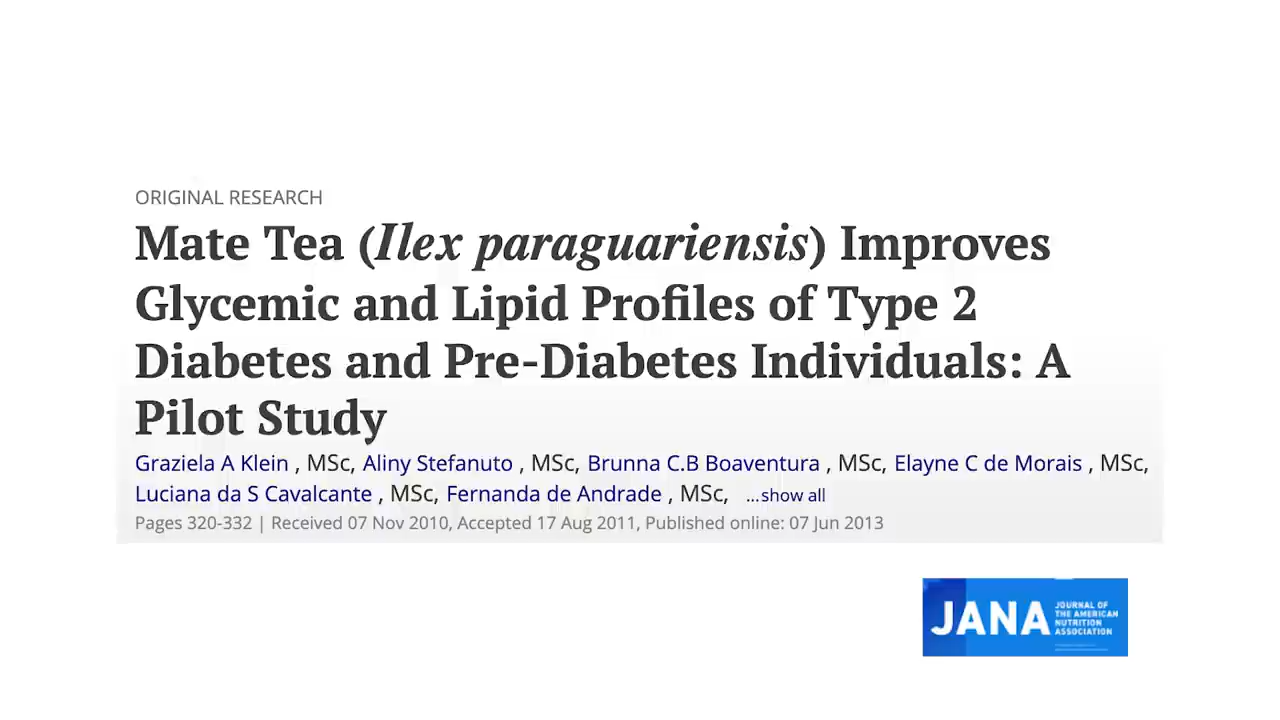 ORIGINAL RESEARCH
Mate Tea (Ilex paraguariensis) Improves
Glycemic and Lipid Profiles of Type 2
Diabetes and Pre-Diabetes Individuals: A
Pilot Study
Graziela A Klein , MSc, Aliny Stefanuto , MSc, Brunna C.B Boaventura , MSc, Elayne C de Morais , MSc,
Luciana da S Cavalcante , MSc, Fernanda de Andrade , MSc, ...show all
Pages 320-332 | Received 07 Nov 2010, Accepted 17 Aug 2011, Published online: 07 Jun 2013
JANA
JOURNAL OF
THE AMERICAN
NUTRITION
ASSOCIATION